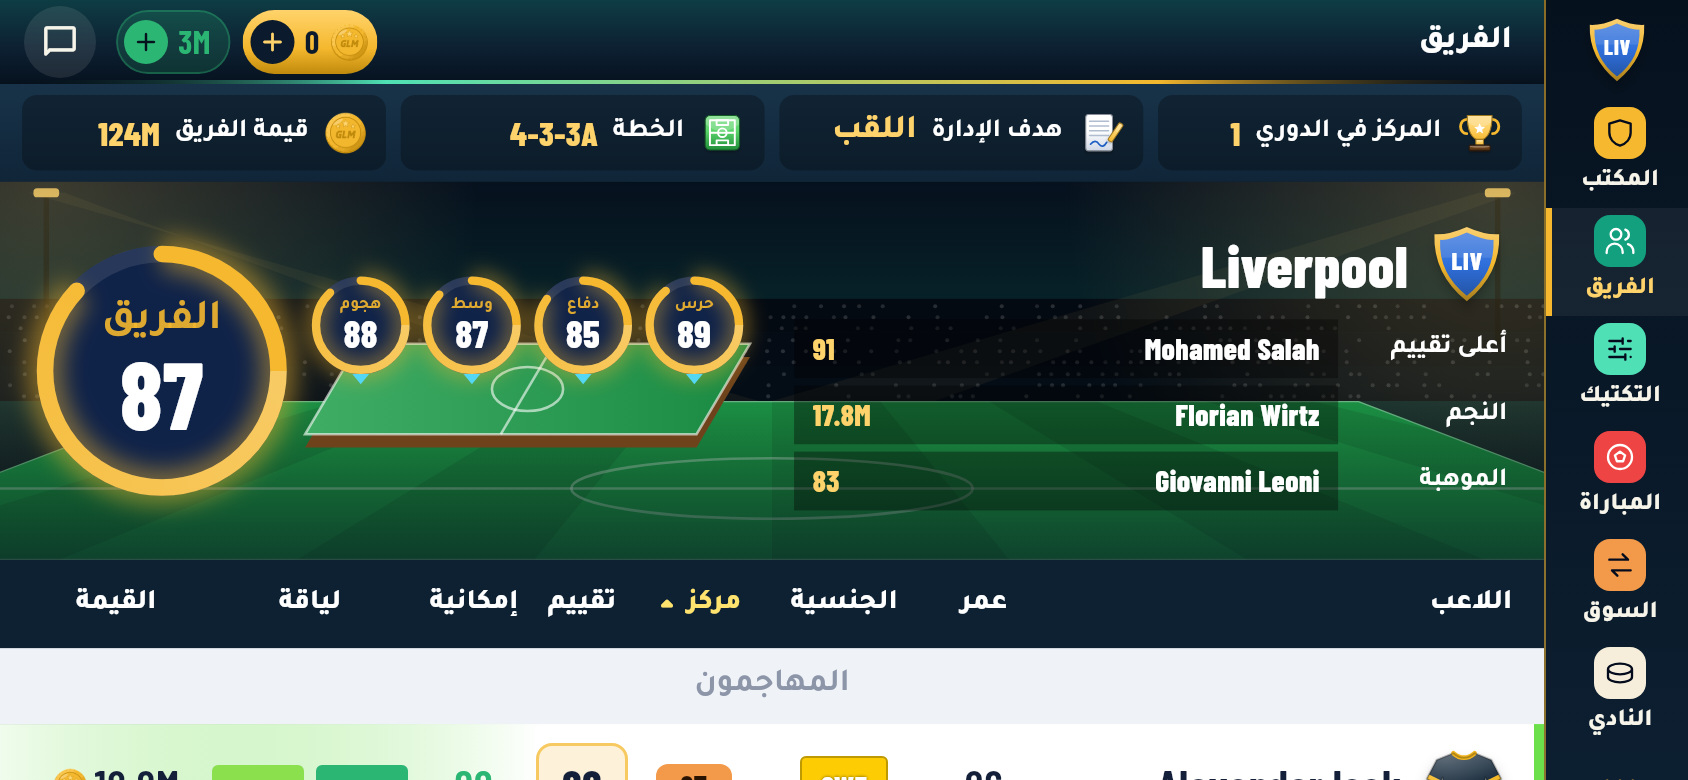 LIV
المكتب
الفريق
التكتيك
المباراة
السوق
النادي
الفريق
GLM 0
3M
المركز في الدوري 1
هدف الإدارة اللقب
الخطة 4-3-3A
GLM قيمة الفريق 124M
LIV Liverpool
أعلى تقييم Mohamed Salah 91
النجم Florian Wirtz 17.8M
الموهبة Giovanni Leoni 83
حرس 89
دفاع 85
وسط 87
هجوم 88
الفريق 87
اللاعب عمر الجنسية مركز تقييم إمكانية لياقة القيمة
المهاجمون